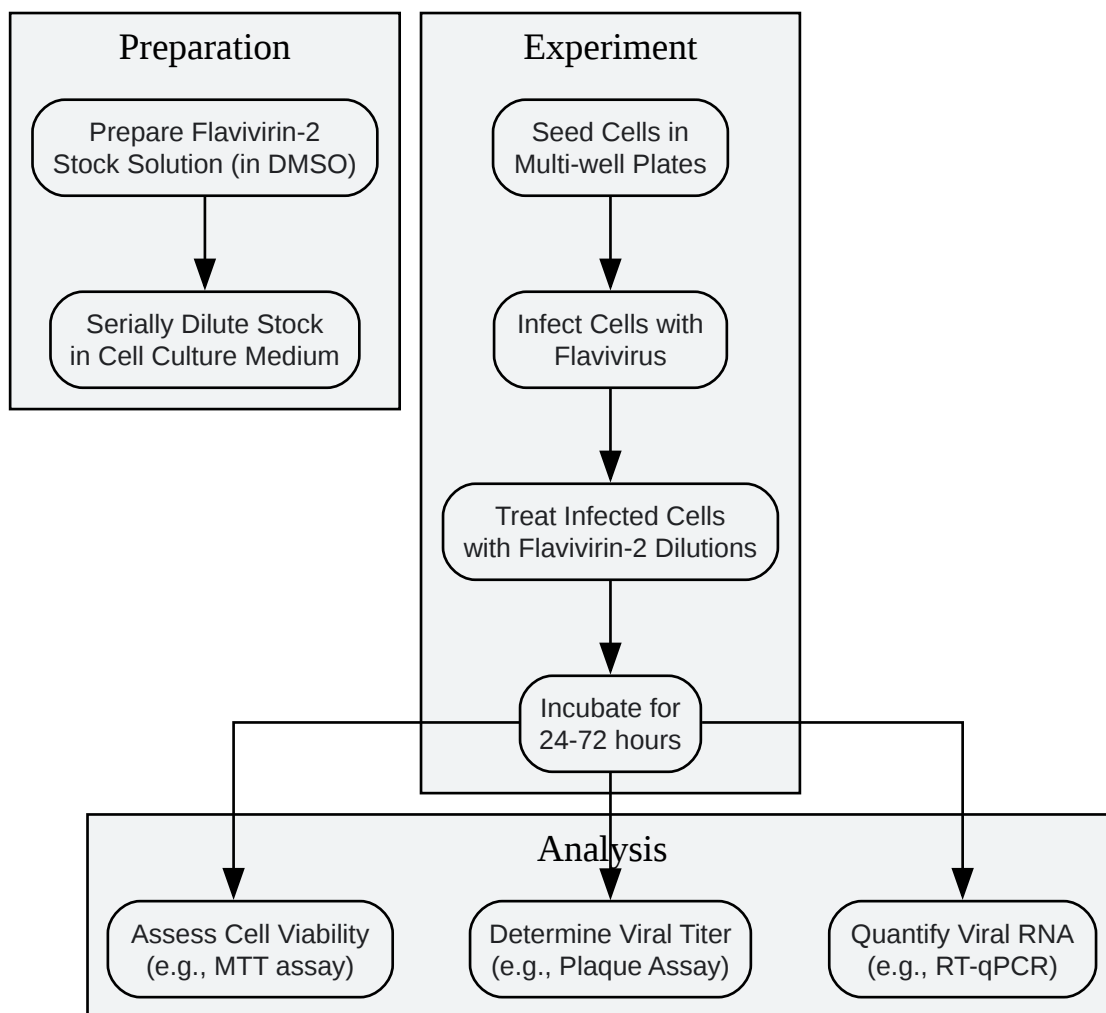 Preparation
Prepare Flavivirin-2
Stock Solution (in DMSO)
Serially Dilute Stock
in Cell Culture Medium
Experiment
Seed Cells in
Multi-well Plates
Infect Cells with
Flavivirus
Treat Infected Cells
with Flavivirin-2 Dilutions
Incubate for
24-72 hours
Analysis
Assess Cell Viability
(e.g., MTT assay)
Determine Viral Titer
(e.g., Plaque Assay)
Quantify Viral RNA
(e.g., RT-qPCR)